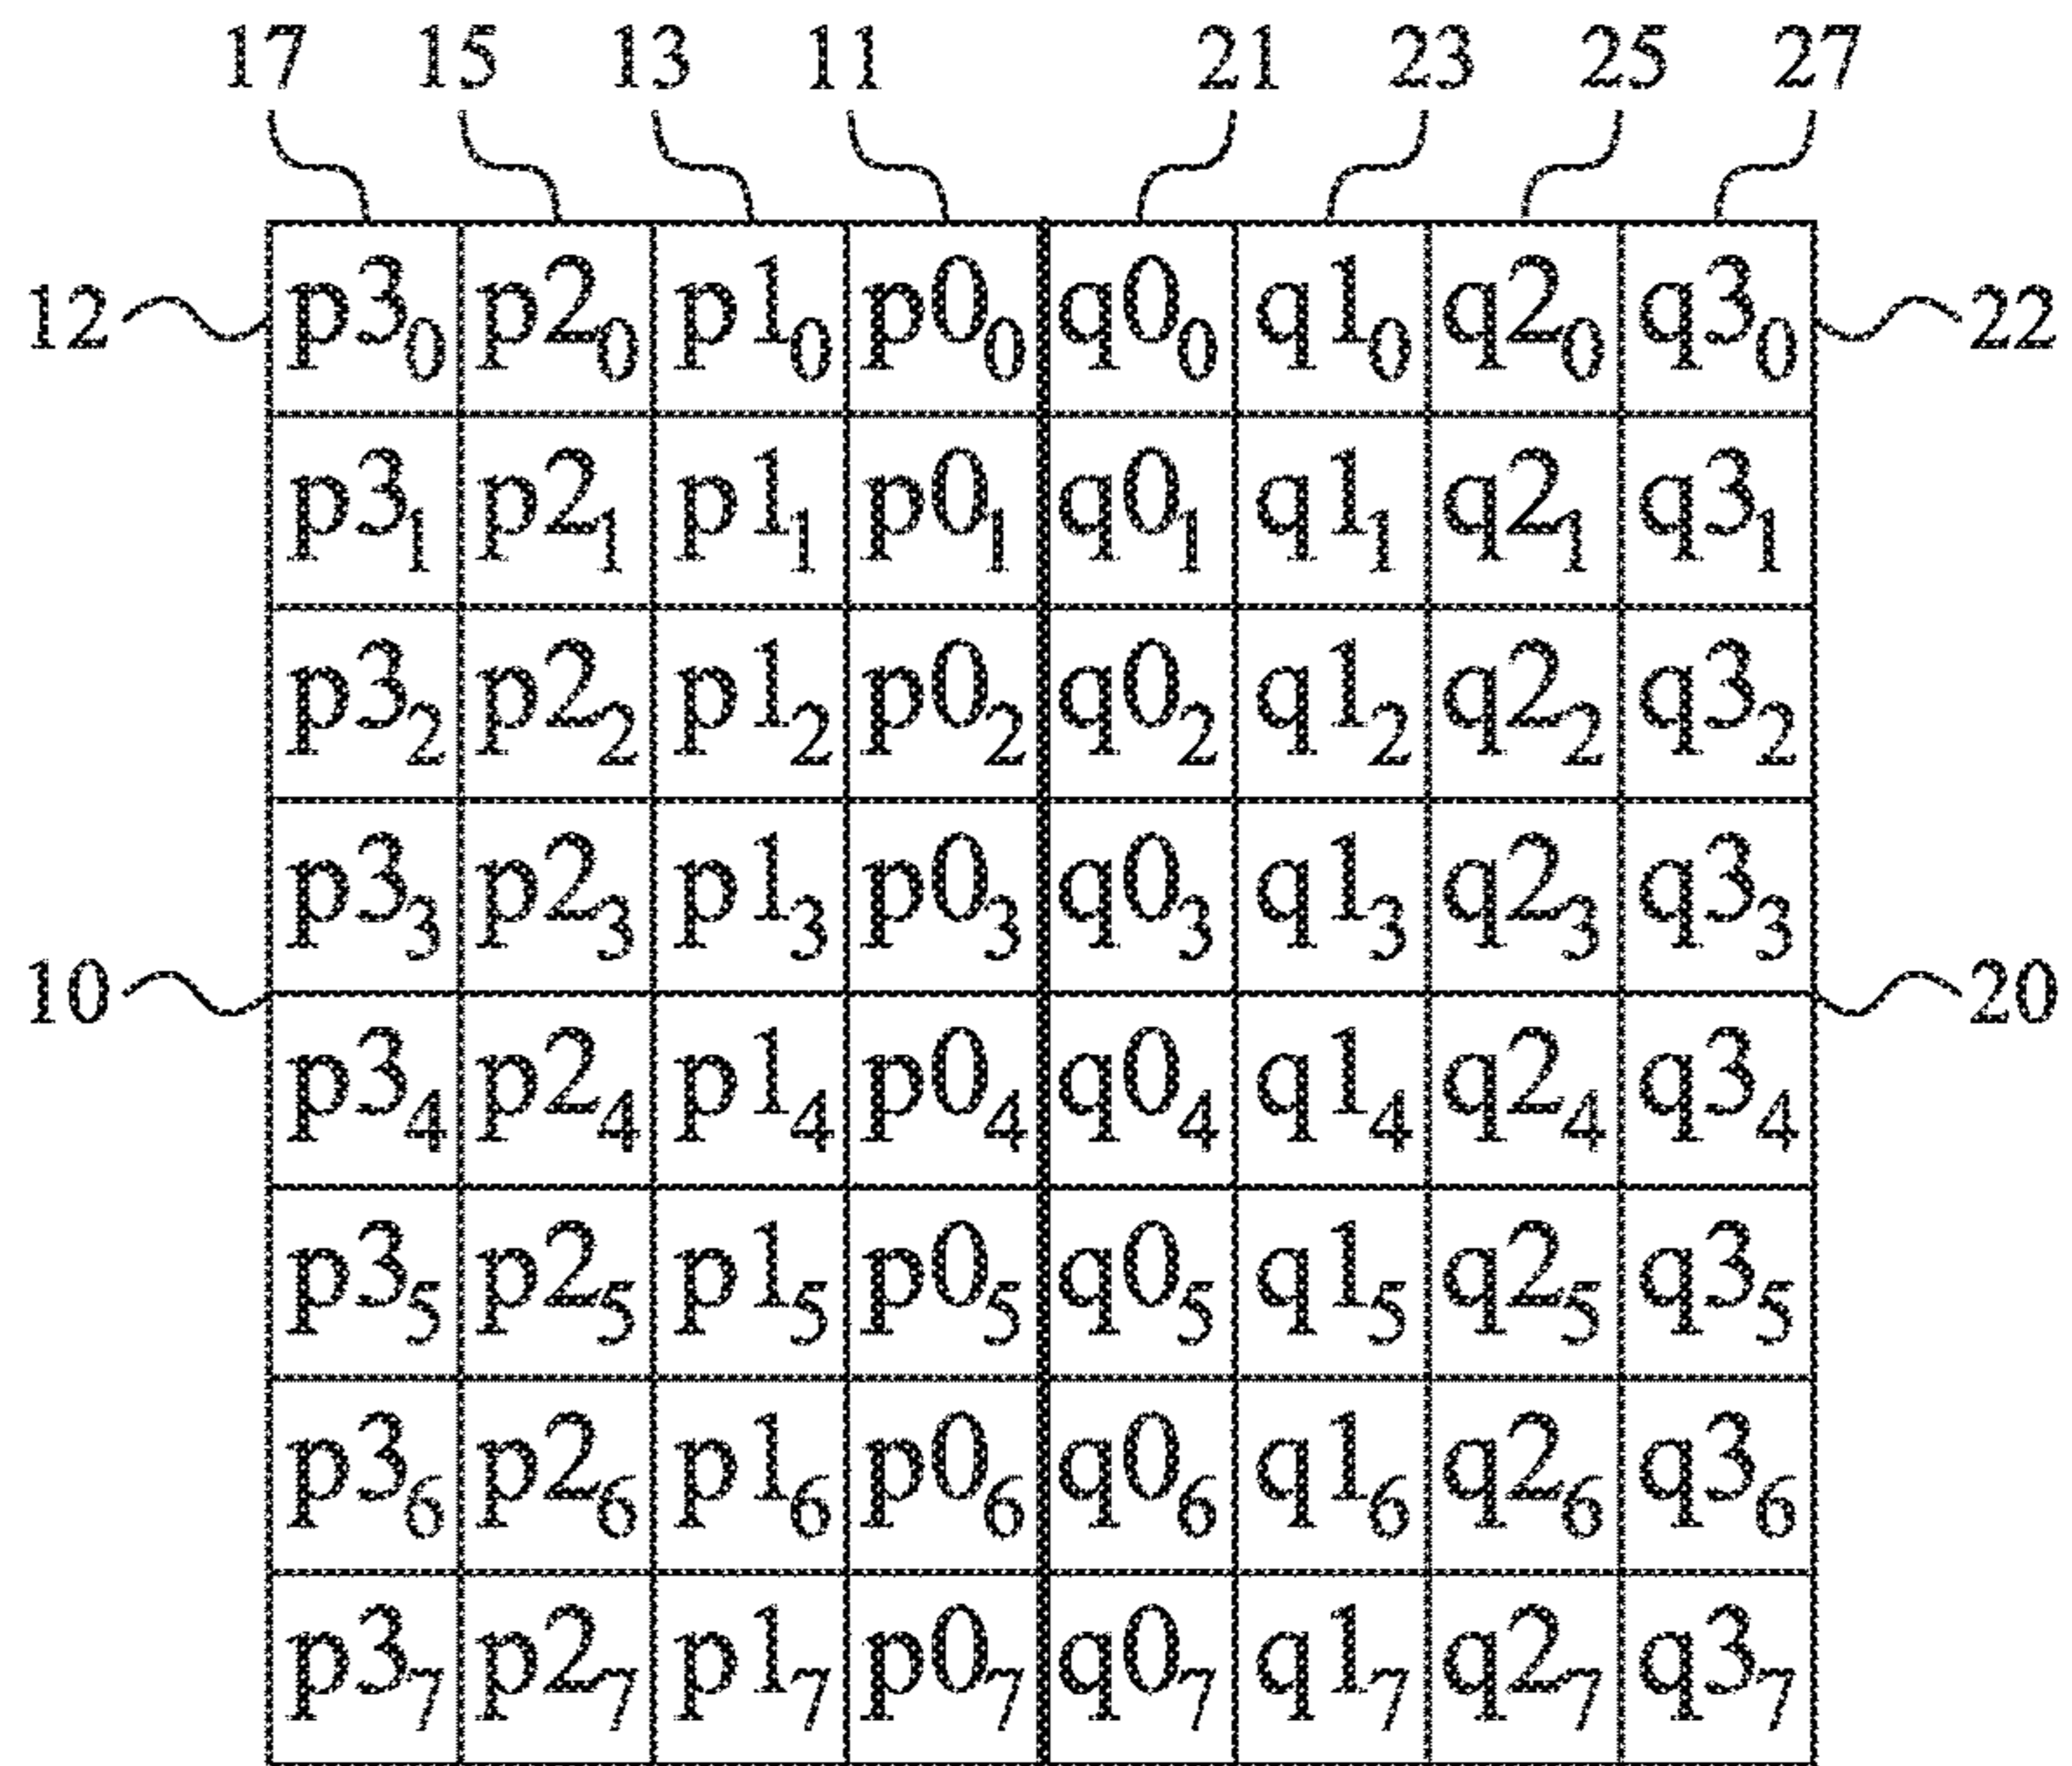 17 15 13 11 21 23 25 27
12 p3₀ p2₀ p1₀ p0₀ q0₀ q1₀ q2₀ q3₀ 22
p3₁ p2₁ p1₁ p0₁ q0₁ q1₁ q2₁ q3₁
p3₂ p2₂ p1₂ p0₂ q0₂ q1₂ q2₂ q3₂
p3₃ p2₃ p1₃ p0₃ q0₃ q1₃ q2₃ q3₃
10 20
p3₄ p2₄ p1₄ p0₄ q0₄ q1₄ q2₄ q3₄
p3₅ p2₅ p1₅ p0₅ q0₅ q1₅ q2₅ q3₅
p3₆ p2₆ p1₆ p0₆ q0₆ q1₆ q2₆ q3₆
p3₇ p2₇ p1₇ p0₇ q0₇ q1₇ q2₇ q3₇